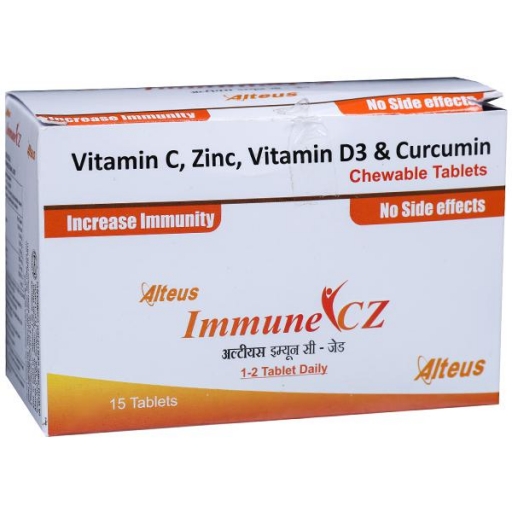 Alteus
Increase Immunity
No Side effects
Vitamin C, Zinc, Vitamin D3 & Curcumin
Chewable Tablets
Increase Immunity
No Side effects
Alteus
Immune CZ
अल्टीयस इम्यून सी - जेड
1-2 Tablet Daily
Alteus
15 Tablets